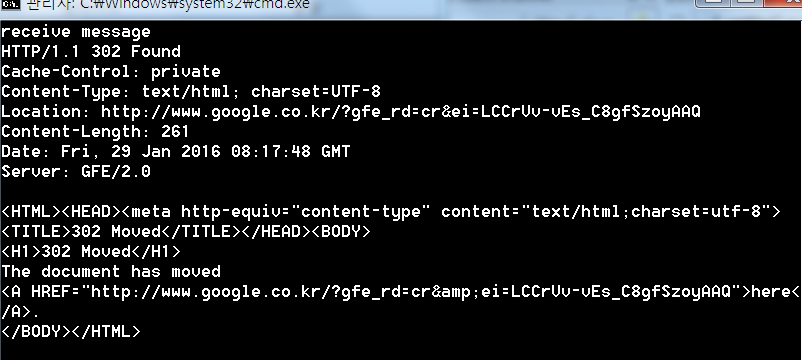 관리자: C:\Windows\system32\cmd.exe
receive message
HTTP/1.1 302 Found
Cache-Control: private
Content-Type: text/html; charset=UTF-8
Location: http://www.google.co.kr/?gfe_rd=cr&ei=LCCrVv-vEs_C8gfSzoyAAQ
Content-Length: 261
Date: Fri, 29 Jan 2016 08:17:48 GMT
Server: GFE/2.0
<HTML><HEAD><meta http-equiv="content-type" content="text/html;charset=utf-8">
<TITLE>302 Moved</TITLE></HEAD><BODY>
<H1>302 Moved</H1>
The document has moved
<A HREF="http://www.google.co.kr/?gfe_rd=cr&amp;ei=LCCrVv-vEs_C8gfSzoyAAQ">here<
/A>.
</BODY></HTML>